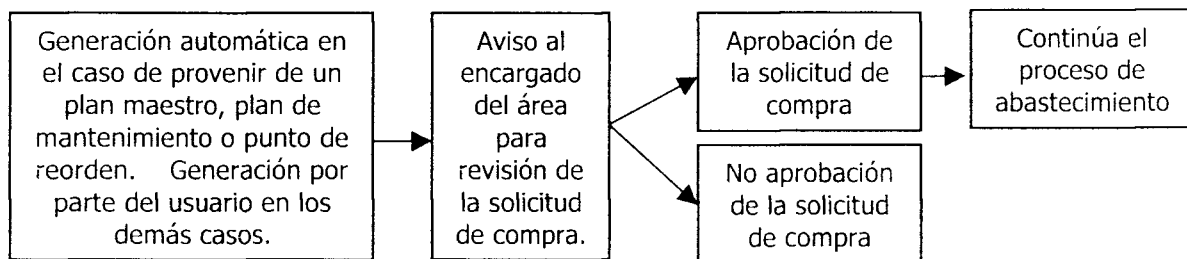 Generación automática en
el caso de provenir de un
plan maestro, plan de
mantenimiento o punto de
reorden. Generación por
parte del usuario en los
demás casos.
Aviso al
encargado
del área
para
revisión de
la solicitud
de compra.
Aprobación de
la solicitud de
compra
No aprobación
de la solicitud
de compra
Continúa el
proceso de
abastecimiento